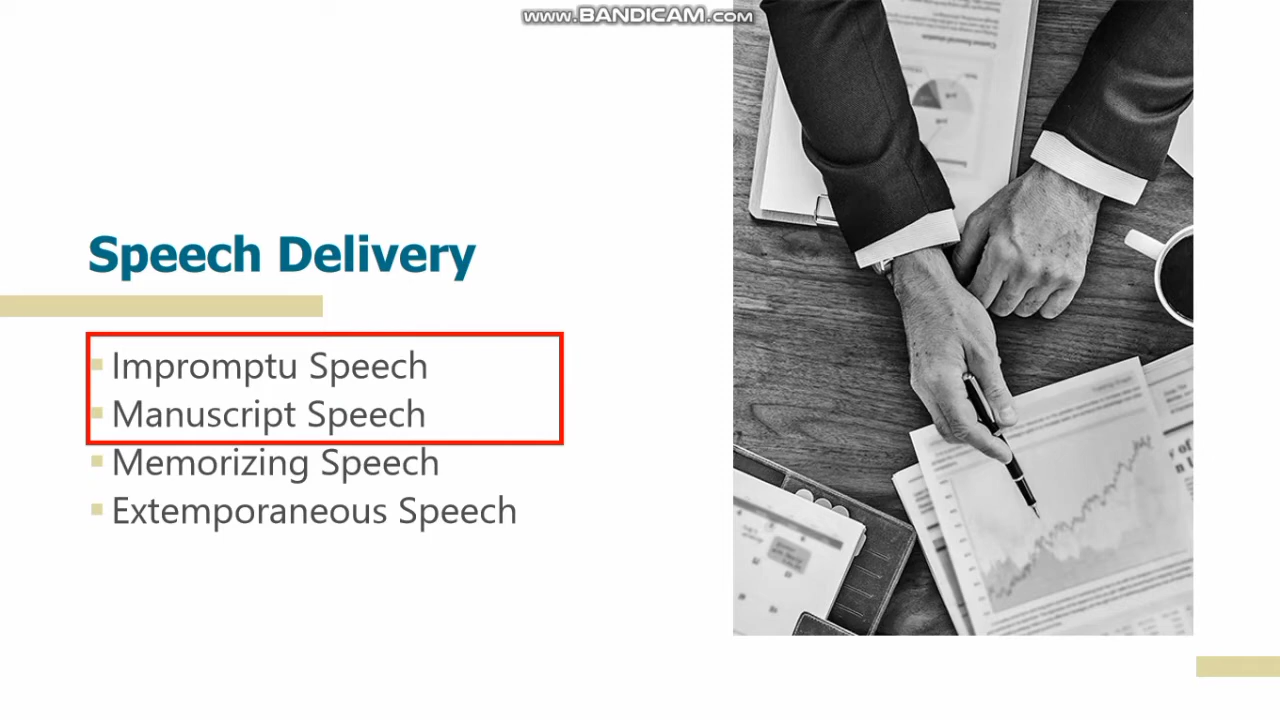 www.BANDICAM.com
Speech Delivery
Impromptu Speech
Manuscript Speech
Memorizing Speech
Extemporaneous Speech